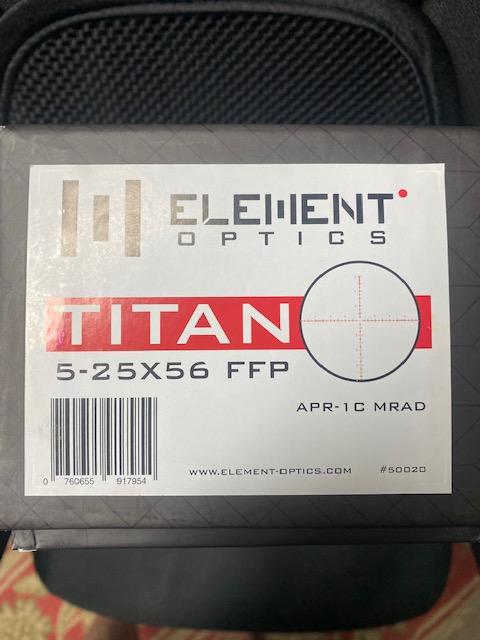 ELEMENT
OPTICS
TITAN
5-25X56 FFP
APR-1C MRAD
0 760655 917954
WWW.ELEMENT-OPTICS.COM
#50020